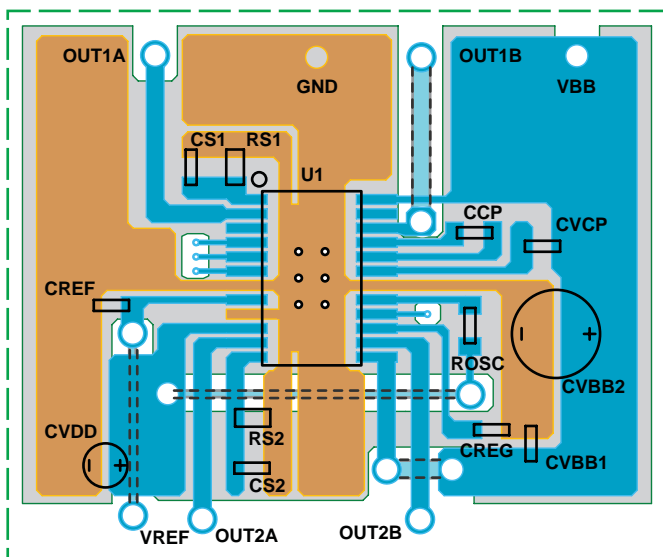 OUT1A
OUT1B
GND
VBB
CS1 RS1
U1
CCP
CVCP
CREF
ROSC
CVBB2
CVDD
RS2
CREG
CVBB1
CS2
VREF
OUT2A
OUT2B